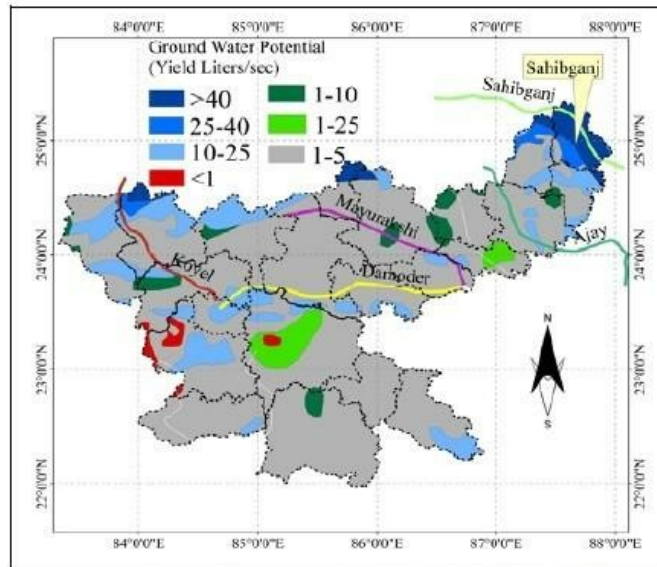 84°0'0"E 85°0'0"E 86°0'0"E 87°0'0"E 88°0'0"E
Ground Water Potential
(Yield Liters/sec)
>40 1-10
25-40 1-25
10-25 1-5
<1
Sahibganj
Sahibganj
Mayurakshi
Ajay
Koyel
Damoder
25°0'0"N
24°0'0"N
23°0'0"N
22°0'0"N
25°0'0"N
24°0'0"N
23°0'0"N
22°0'0"N
N
S
84°0'0"E 85°0'0"E 86°0'0"E 87°0'0"E 88°0'0"E